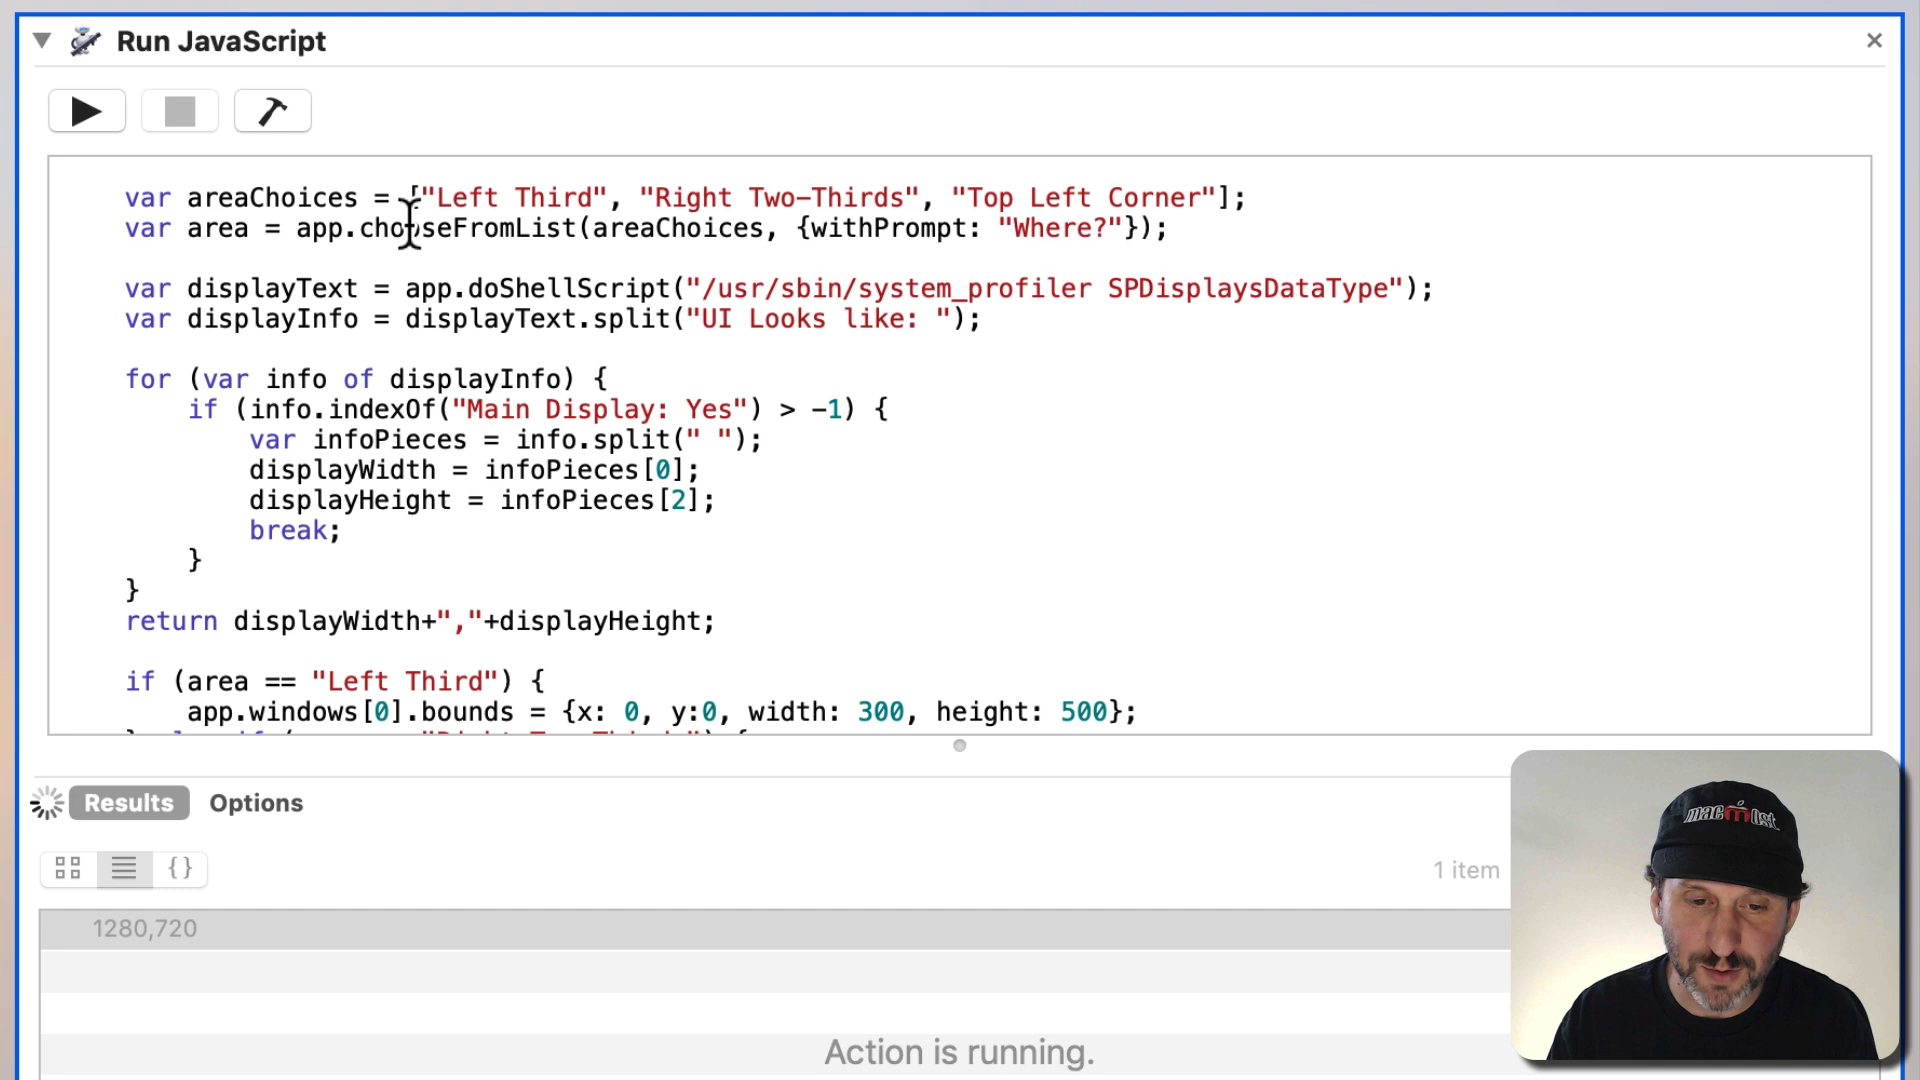 Run JavaScript
var areaChoices = ["Left Third", "Right Two-Thirds", "Top Left Corner"];
var area = app.chooseFromList(areaChoices, {withPrompt: "Where?"});
var displayText = app.doShellScript("/usr/sbin/system_profiler SPDisplaysDataType");
var displayInfo = displayText.split("UI Looks like: ");
for (var info of displayInfo) {
if (info.indexOf("Main Display: Yes") > -1) {
var infoPieces = info.split(" ");
displayWidth = infoPieces[0];
displayHeight = infoPieces[2];
break;
}
}
return displayWidth+","+displayHeight;
if (area == "Left Third") {
app.windows[0].bounds = {x: 0, y:0, width: 300, height: 500};
Results Options
{}
1 item
macmost
1280,720
Action is running.